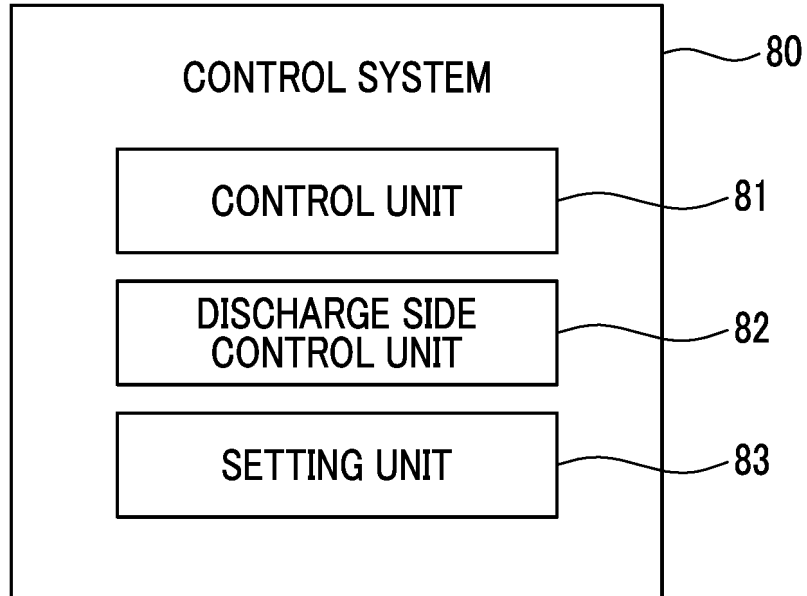 80
CONTROL SYSTEM
CONTROL UNIT
81
DISCHARGE SIDE
CONTROL UNIT
82
SETTING UNIT
83